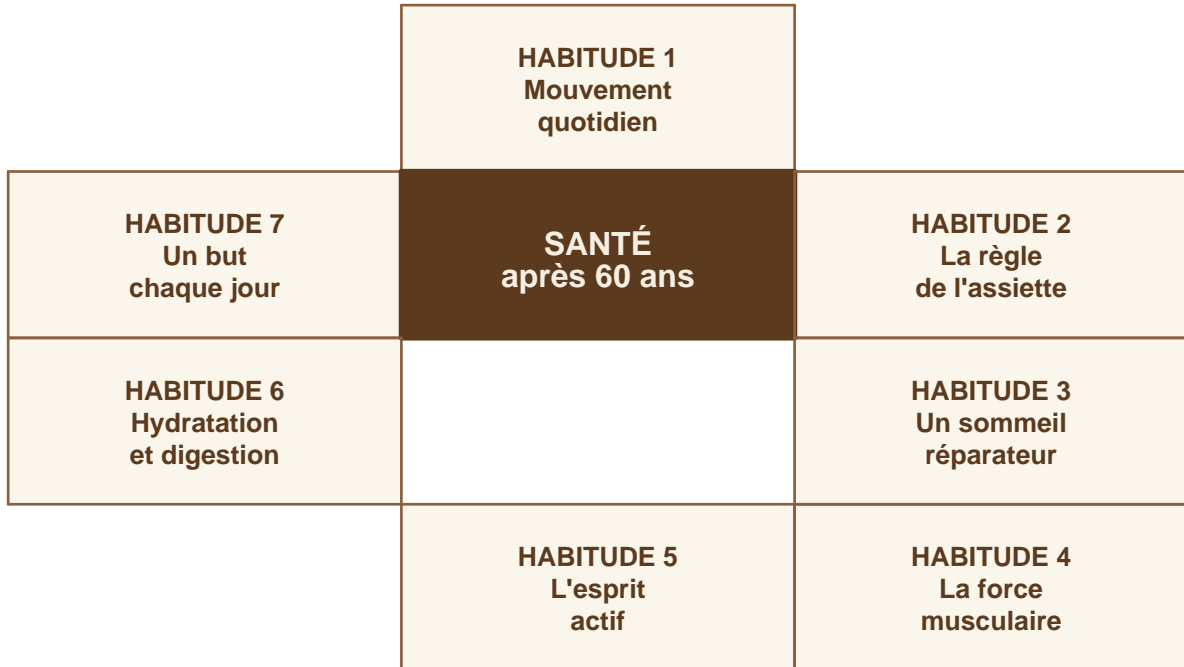 HABITUDE 1
Mouvement
quotidien
HABITUDE 7
Un but
chaque jour
SANTÉ
après 60 ans
HABITUDE 2
La règle
de l'assiette
HABITUDE 6
Hydratation
et digestion
HABITUDE 3
Un sommeil
réparateur
HABITUDE 5
L'esprit
actif
HABITUDE 4
La force
musculaire